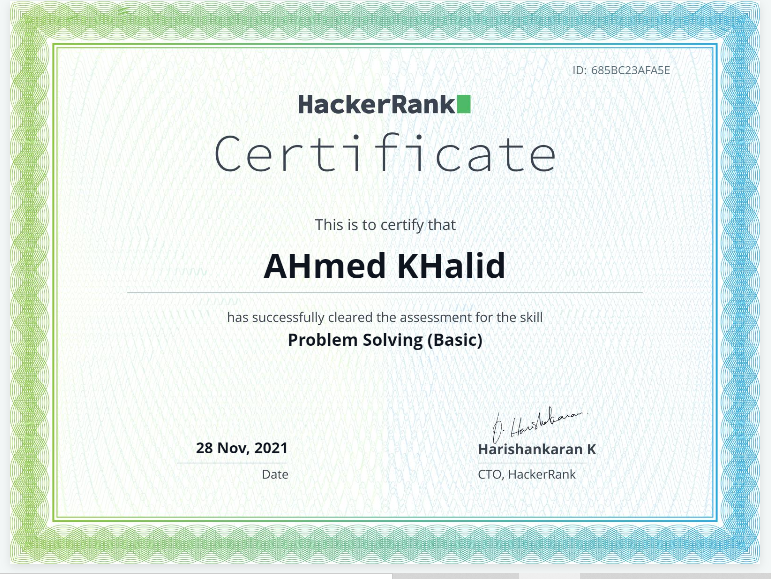 ID: 685BC23AFA5E
HackerRank
Certificate
This is to certify that
AHmed KHalid
has successfully cleared the assessment for the skill
Problem Solving (Basic)
28 Nov, 2021
Date
Harishankaran K
CTO, HackerRank